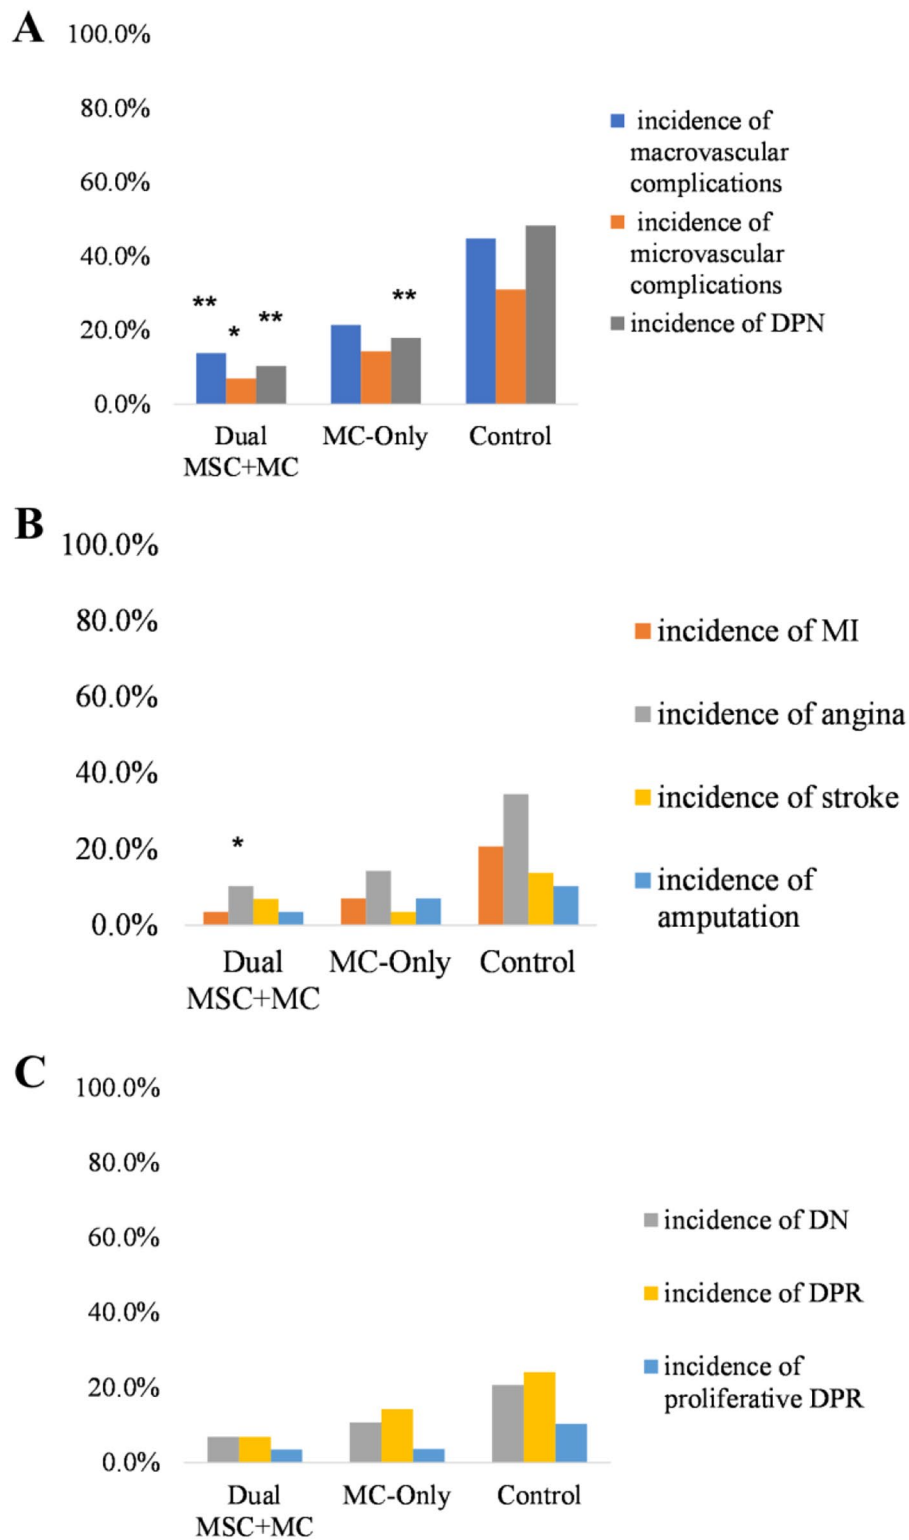 A
100.0%
80.0%
60.0%
40.0%
20.0%
0.0%
**
*
**
**
Dual
MSC+MC
MC-Only
Control
incidence of
macrovascular
complications
incidence of
microvascular
complications
incidence of DPN
B
100.0%
80.0%
60.0%
40.0%
20.0%
0.0%
*
Dual
MSC+MC
MC-Only
Control
incidence of MI
incidence of angina
incidence of stroke
incidence of
amputation
C
100.0%
80.0%
60.0%
40.0%
20.0%
0.0%
Dual
MSC+MC
MC-Only
Control
incidence of DN
incidence of DPR
incidence of
proliferative DPR